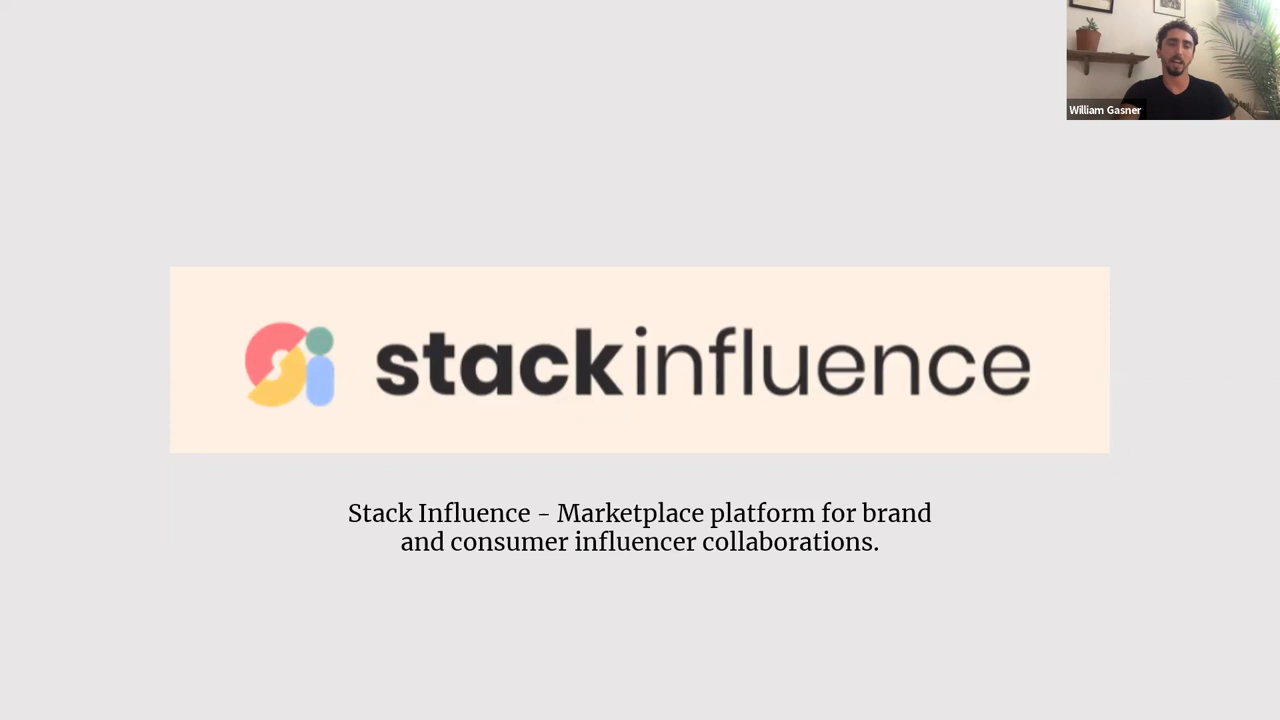 William Gasner
stackinfluence
Stack Influence - Marketplace platform for brand
and consumer influencer collaborations.